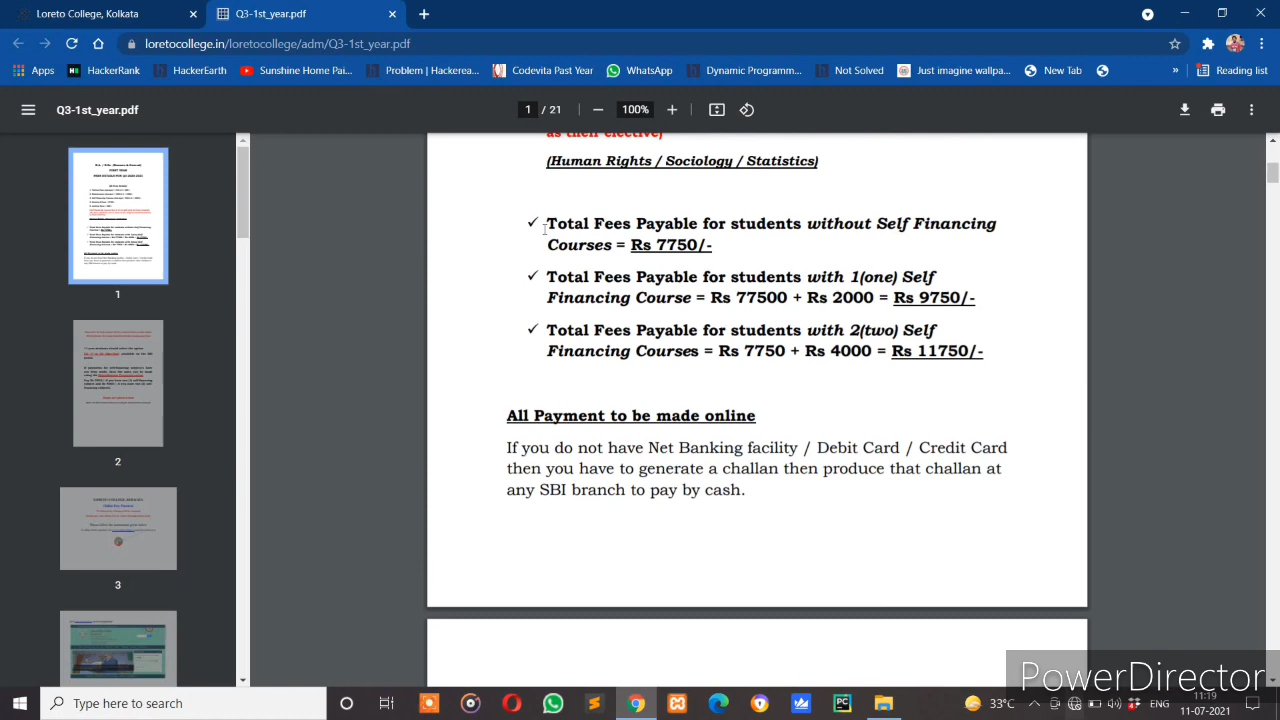 Loreto College, Kolkata
Q3-1st_year.pdf
loretocollege.in/loretocollege/adm/Q3-1st_year.pdf
Apps
HackerRank
HackerEarth
Sunshine Home Pai...
Problem | Hackerea...
Codevita Past Year
WhatsApp
Dynamic Programm...
Not Solved
Just imagine wallpa...
New Tab
»
Reading list
Q3-1st_year.pdf
1 / 21
100%
as their elective)
(Human Rights / Sociology / Statistics)
✓ Total Fees Payable for students without Self Financing
Courses = Rs 7750/-
✓ Total Fees Payable for students with 1(one) Self
Financing Course = Rs 77500 + Rs 2000 = Rs 9750/-
✓ Total Fees Payable for students with 2(two) Self
Financing Courses = Rs 7750 + Rs 4000 = Rs 11750/-
All Payment to be made online
If you do not have Net Banking facility / Debit Card / Credit Card
then you have to generate a challan then produce that challan at
any SBI branch to pay by cash.
1
2
3
PowerDirector
Type here to search
PC
33°C
ENG
11:19
11-07-2021